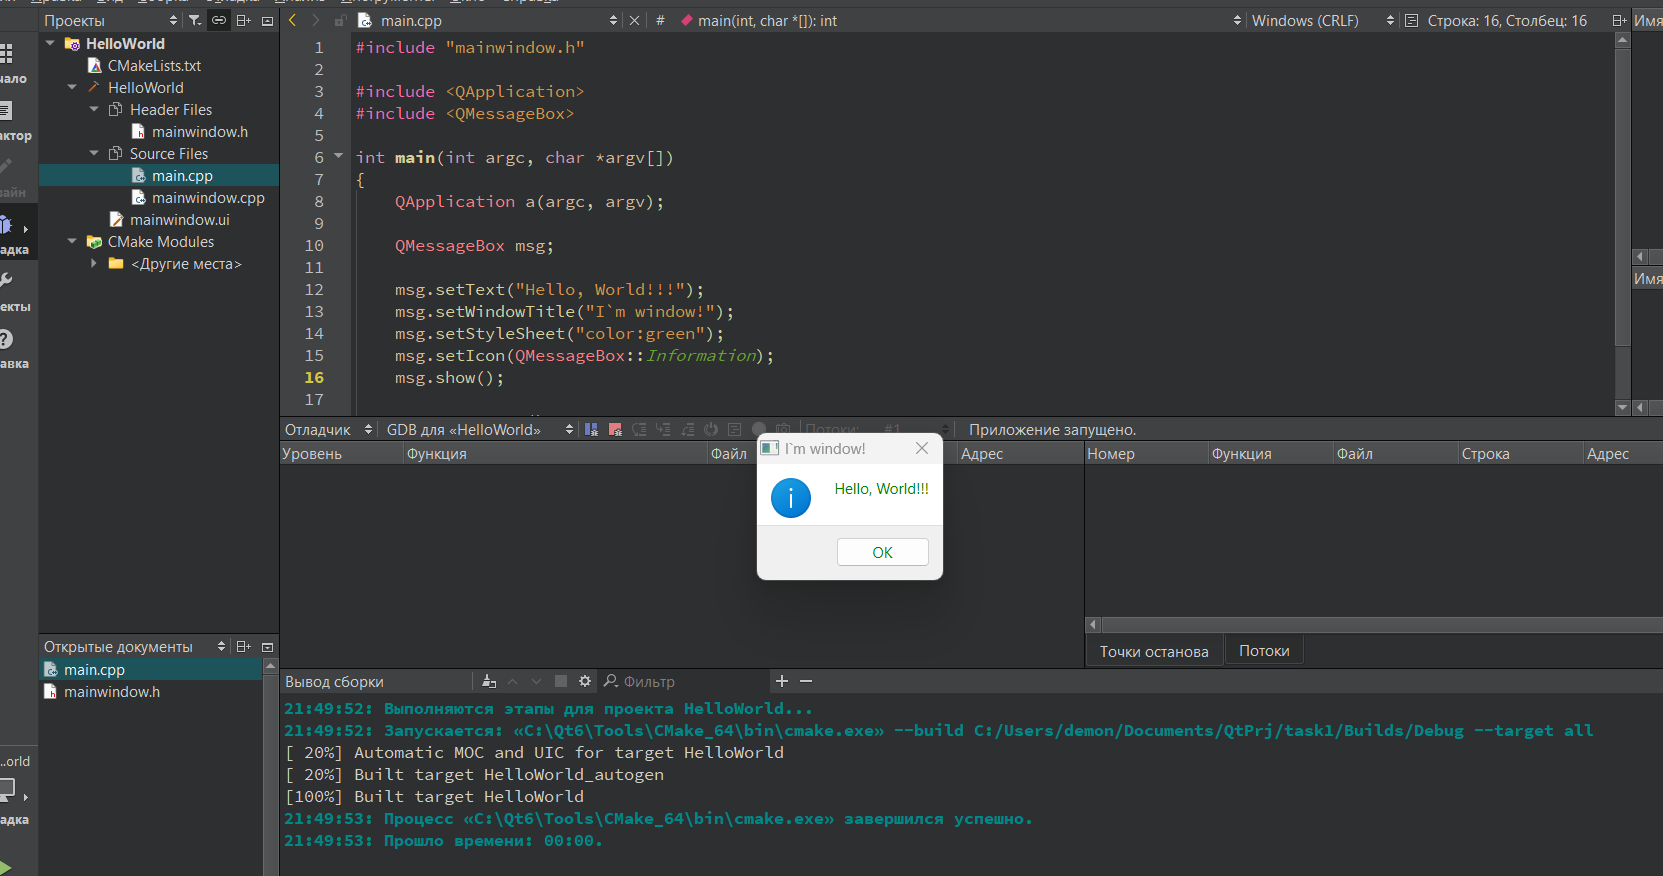 Проекты
HelloWorld
CMakeLists.txt
HelloWorld
Header Files
mainwindow.h
Source Files
main.cpp
mainwindow.cpp
mainwindow.ui
CMake Modules
<Другие места>
Открытые документы
main.cpp
mainwindow.h
...orld
main.cpp
# main(int, char *[]): int
Windows (CRLF)
Строка: 16, Столбец: 16
Имя
Имя
1 #include "mainwindow.h"
2
3 #include <QApplication>
4 #include <QMessageBox>
5
6 int main(int argc, char *argv[])
7 {
8 QApplication a(argc, argv);
9
10 QMessageBox msg;
11
12 msg.setText("Hello, World!!!");
13 msg.setWindowTitle("I`m window!");
14 msg.setStyleSheet("color:green");
15 msg.setIcon(QMessageBox::Information);
16 msg.show();
17
Отладчик
GDB для «HelloWorld»
Потоки: #1
Приложение запущено.
Уровень Функция Файл Адрес
Номер Функция Файл Строка Адрес
I`m window!
Hello, World!!!
OK
Точки останова Потоки
Вывод сборки
Фильтр
21:49:52: Выполняются этапы для проекта HelloWorld...
21:49:52: Запускается: «C:\Qt6\Tools\CMake_64\bin\cmake.exe» --build C:/Users/demon/Documents/QtPrj/task1/Builds/Debug --target all
[ 20%] Automatic MOC and UIC for target HelloWorld
[ 20%] Built target HelloWorld_autogen
[100%] Built target HelloWorld
21:49:53: Процесс «C:\Qt6\Tools\CMake_64\bin\cmake.exe» завершился успешно.
21:49:53: Прошло времени: 00:00.